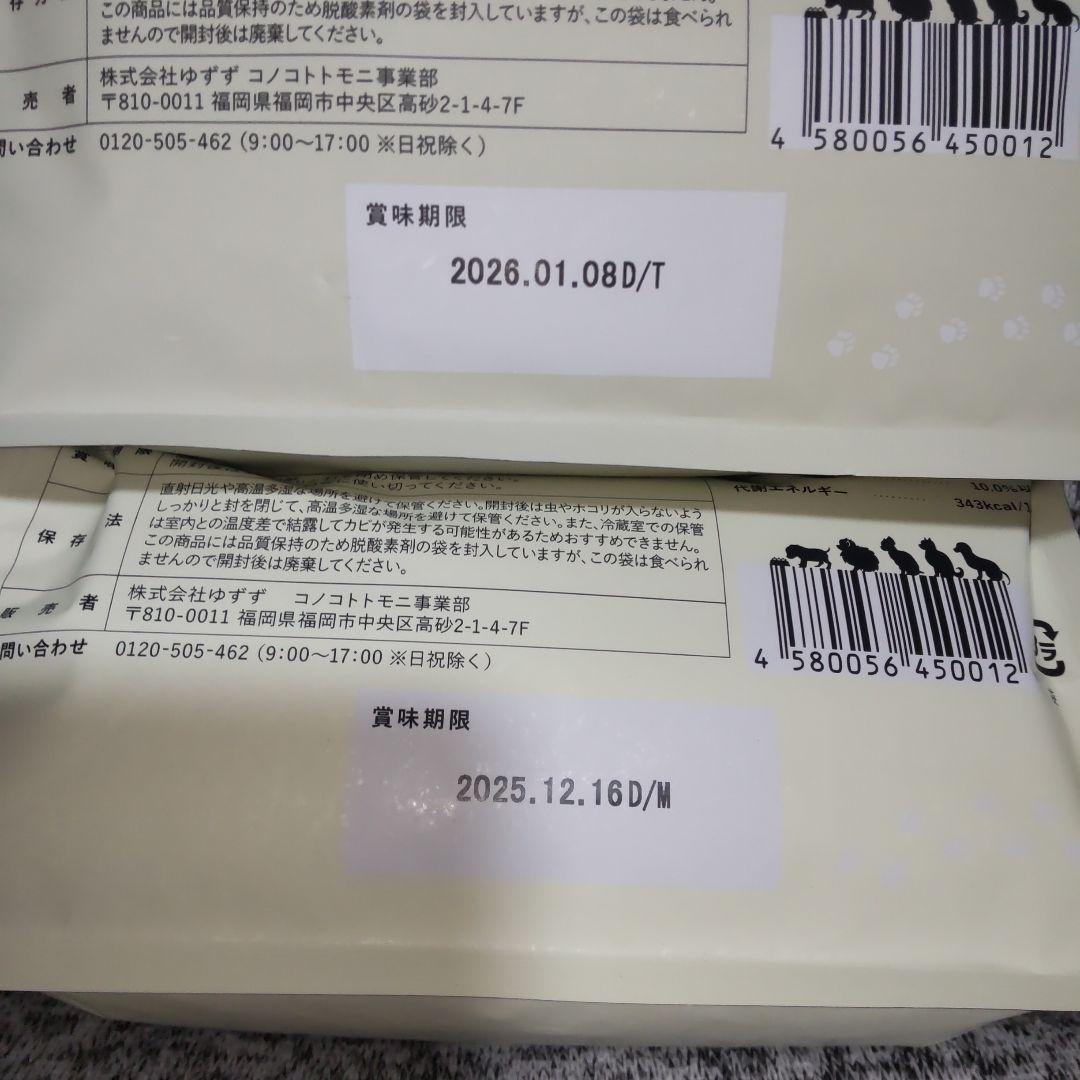 この商品には品質保持のため脱酸素剤の袋を封入していますが、この袋は食べられ
ませんので開封後は廃棄してください。
売 者
株式会社ゆずず コノコトトモニ事業部
〒810-0011 福岡県福岡市中央区高砂2-1-4-7F
問い合わせ
0120-505-462（9:00〜17:00 ※日祝除く）
4 580056 450012
賞味期限
2026.01.08D/T
使い切ってください。
保 存 法
直射日光や高温多湿な場所を避けて保管ください。開封後は虫やホコリが入らないよう
しっかりと封を閉じて、高温多湿な場所を避けて保管ください。また、冷蔵室での保管
は室内との温度差で結露してカビが発生する可能性があるためおすすめできません。
この商品には品質保持のため脱酸素剤の袋を封入していますが、この袋は食べられ
ませんので開封後は廃棄してください。
代謝エネルギー ………
10.0%
343kcal/1
販 売 者
株式会社ゆずず コノコトトモニ事業部
〒810-0011 福岡県福岡市中央区高砂2-1-4-7F
問い合わせ
0120-505-462（9:00〜17:00 ※日祝除く）
4 580056 450012
プラ
賞味期限
2025.12.16D/M